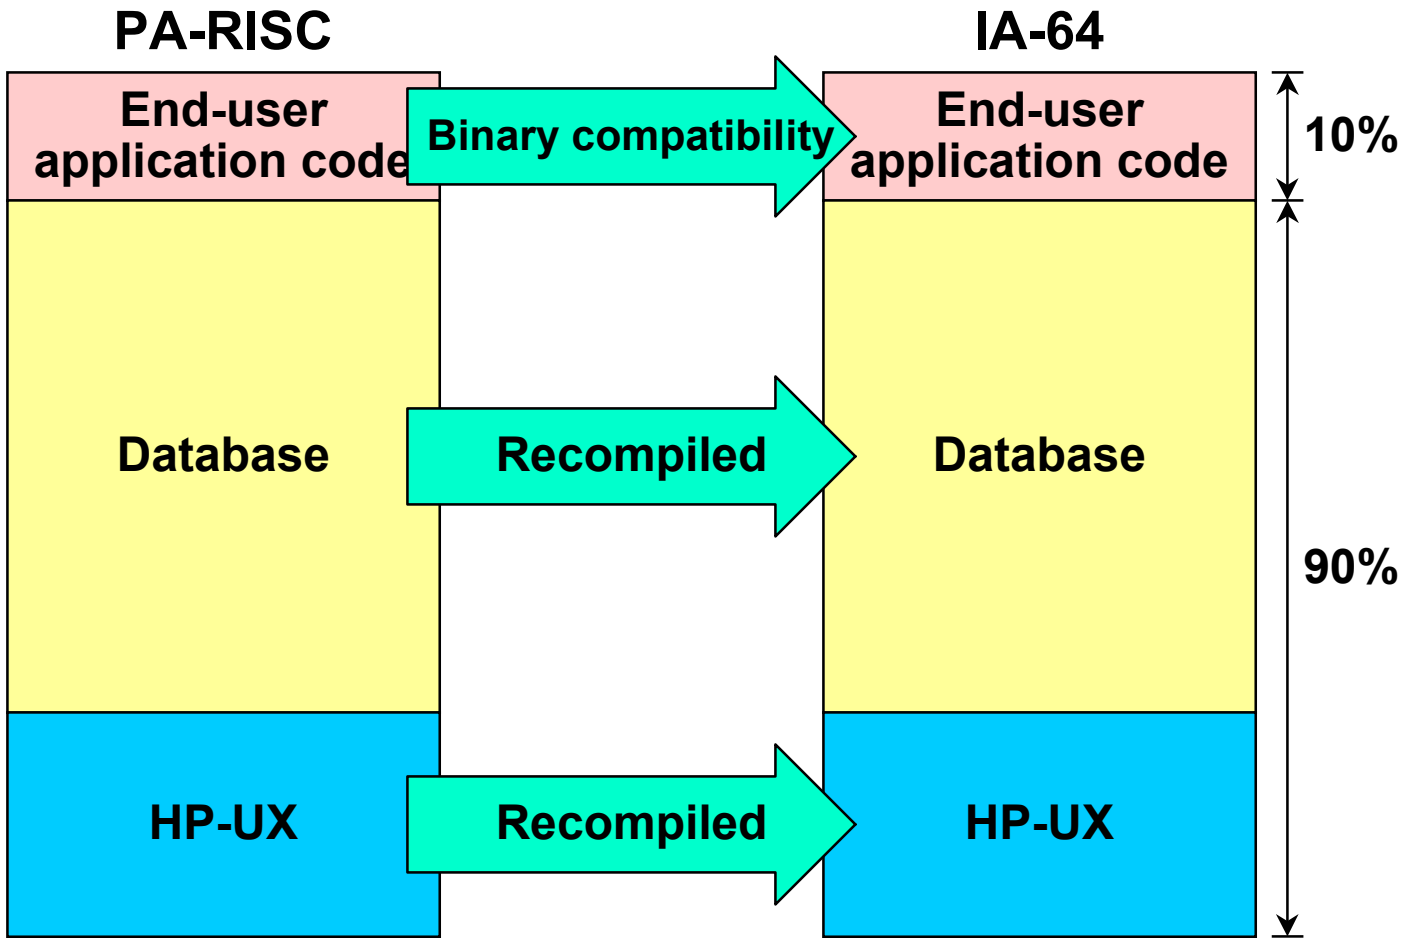 PA-RISC
IA-64
End-user
application code
Binary compatibility
End-user
application code
10%
Database
Recompiled
Database
90%
HP-UX
Recompiled
HP-UX